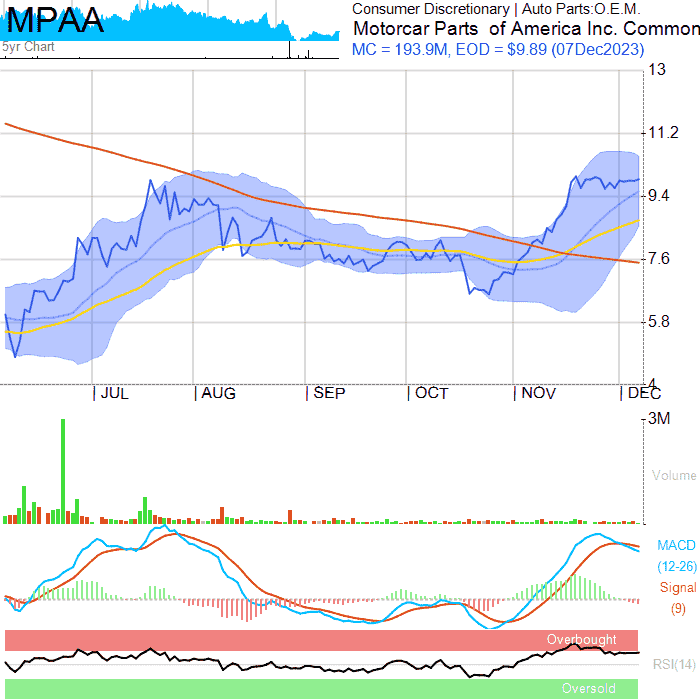 MPAA
5yr Chart
Consumer Discretionary | Auto Parts:O.E.M.
Motorcar Parts of America Inc. Common
MC = 193.9M, EOD = $9.89 (07Dec2023)
13
11.2
9.4
7.6
5.8
4
JUL AUG SEP OCT NOV DEC
3M
Volume
MACD
(12-26)
Signal
(9)
Overbought
RSI(14)
Oversold